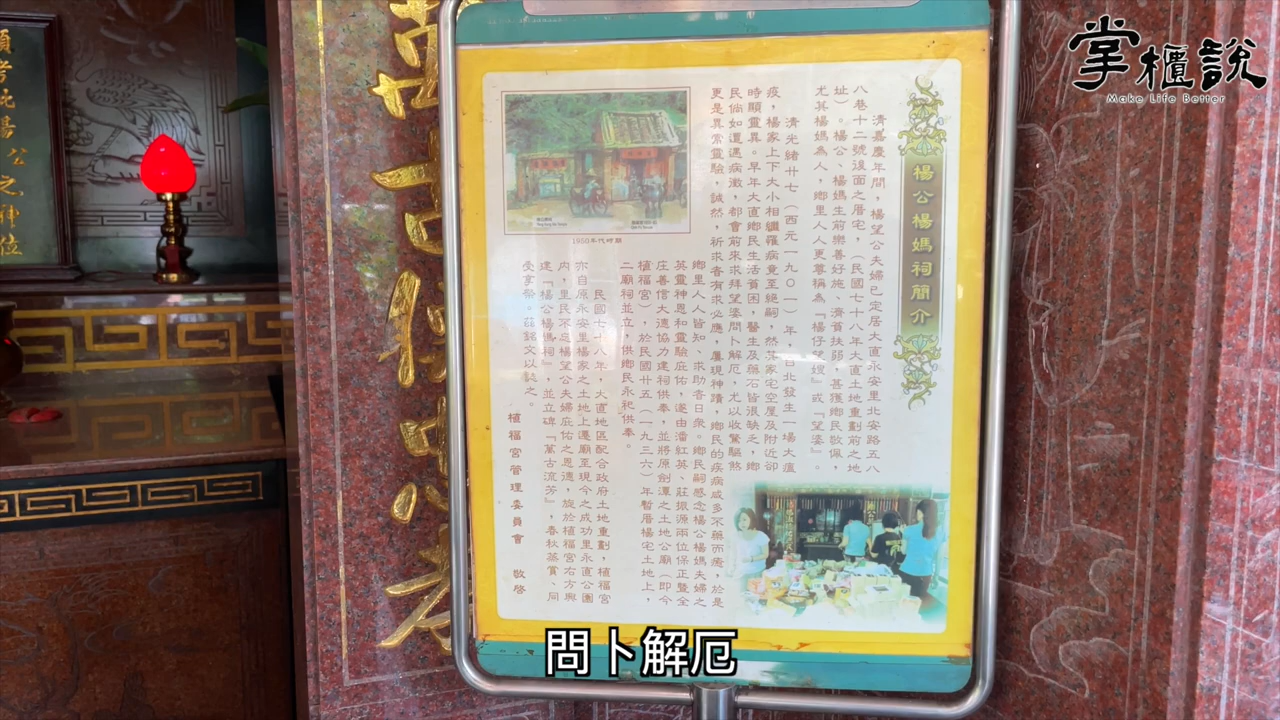 掌櫃說
Make Life Better
楊公楊媽祠簡介
清嘉慶年間，楊望公夫婦已定居大直永安里北安路五八
八巷十二號後面之厝宅，（民國七十八年大直土地重劃前之地
址）。楊公、楊媽生前樂善好施、濟貧扶弱，甚獲鄉民敬佩，
尤其楊媽為人，鄉里人人更尊稱為『楊仔望嫂』或『望婆』。
清光緒廿七（西元一九０一）年，台北發生一場大瘟
疫，楊家上下大小相繼罹病竟至絕嗣，然其家宅空屋及附近卻
時顯靈異。早年大直鄉民生活貧困，醫生及藥石皆很缺乏，鄉
民倘如遭遇病澂，都會前來求拜望婆問卜解厄，尤以收驚驅煞
更是異常靈驗。誠然，祈求者有求必應，屢現神蹟，鄉民的疾病咸多不藥而癒，於是
鄉里人人皆知、求助者日衆。鄉民嗣感念楊公楊媽夫婦之
英靈神恩和靈驗庇佑，遂由潘紅英、莊振源兩位保正暨全
庄善信大德協力建祠供奉，並將原劍潭之土地公廟（即今
植福宮）於民國廿五（一九三六）年暫厝楊宅土地上，
二廟祠並立，供鄉民永祀供奉。
民國七十八年，大直地區配合政府土地重劃，植福宮
亦自原永安里楊家之土地上遷廟至現今之成功里永直公園
內，里民不忘楊望公夫婦庇佑之恩德，旋於植福宮右方興
建『楊公楊媽祠』，並立碑『萬古流芳』，春秋蒸嘗、同
受享祭。茲銘文以誌之。
植福宮管理委員會 敬啓
1950年代時期
問卜解厄